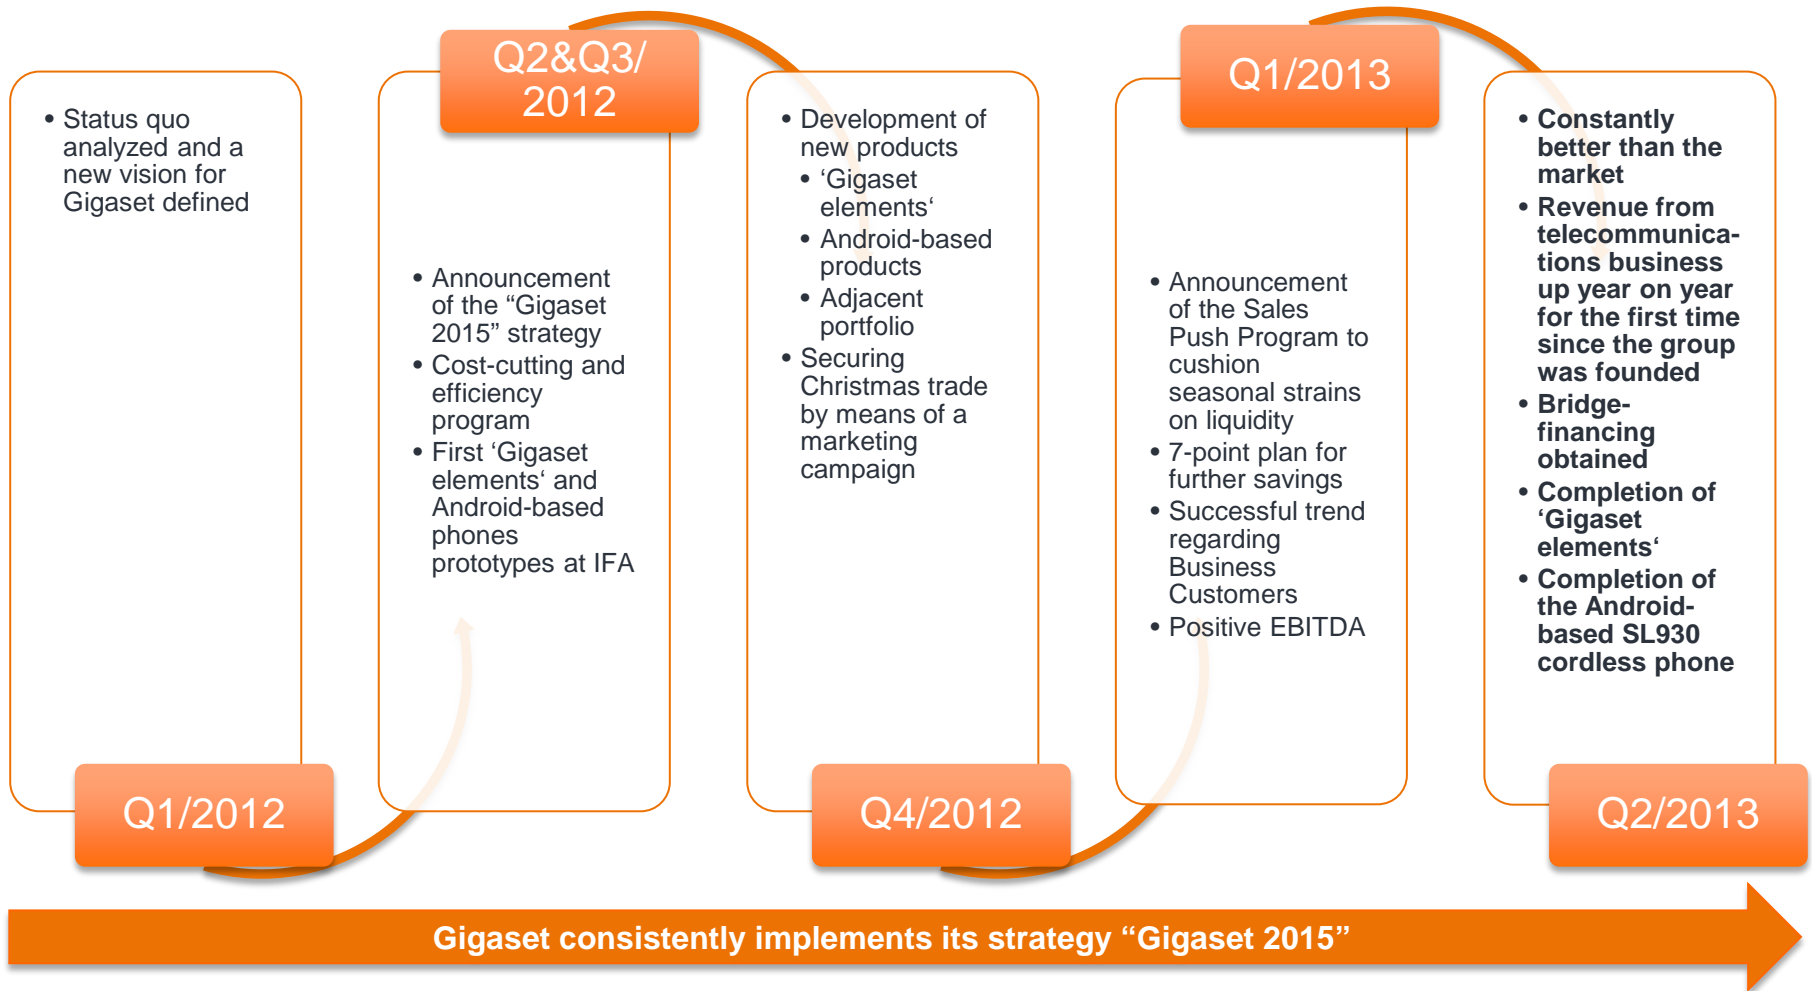 • Status quo
analyzed and a
new vision for
Gigaset defined
Q1/2012
Q2&Q3/
2012
• Announcement
of the “Gigaset
2015” strategy
• Cost-cutting and
efficiency
program
• First ‘Gigaset
elements‘ and
Android-based
phones
prototypes at IFA
• Development of
new products
• ‘Gigaset
elements‘
• Android-based
products
• Adjacent
portfolio
• Securing
Christmas trade
by means of a
marketing
campaign
Q4/2012
Q1/2013
• Announcement
of the Sales
Push Program to
cushion
seasonal strains
on liquidity
• 7-point plan for
further savings
• Successful trend
regarding
Business
Customers
• Positive EBITDA
• Constantly
better than the
market
• Revenue from
telecommunica-
tions business
up year on year
for the first time
since the group
was founded
• Bridge-
financing
obtained
• Completion of
‘Gigaset
elements‘
• Completion of
the Android-
based SL930
cordless phone
Q2/2013
Gigaset consistently implements its strategy “Gigaset 2015”